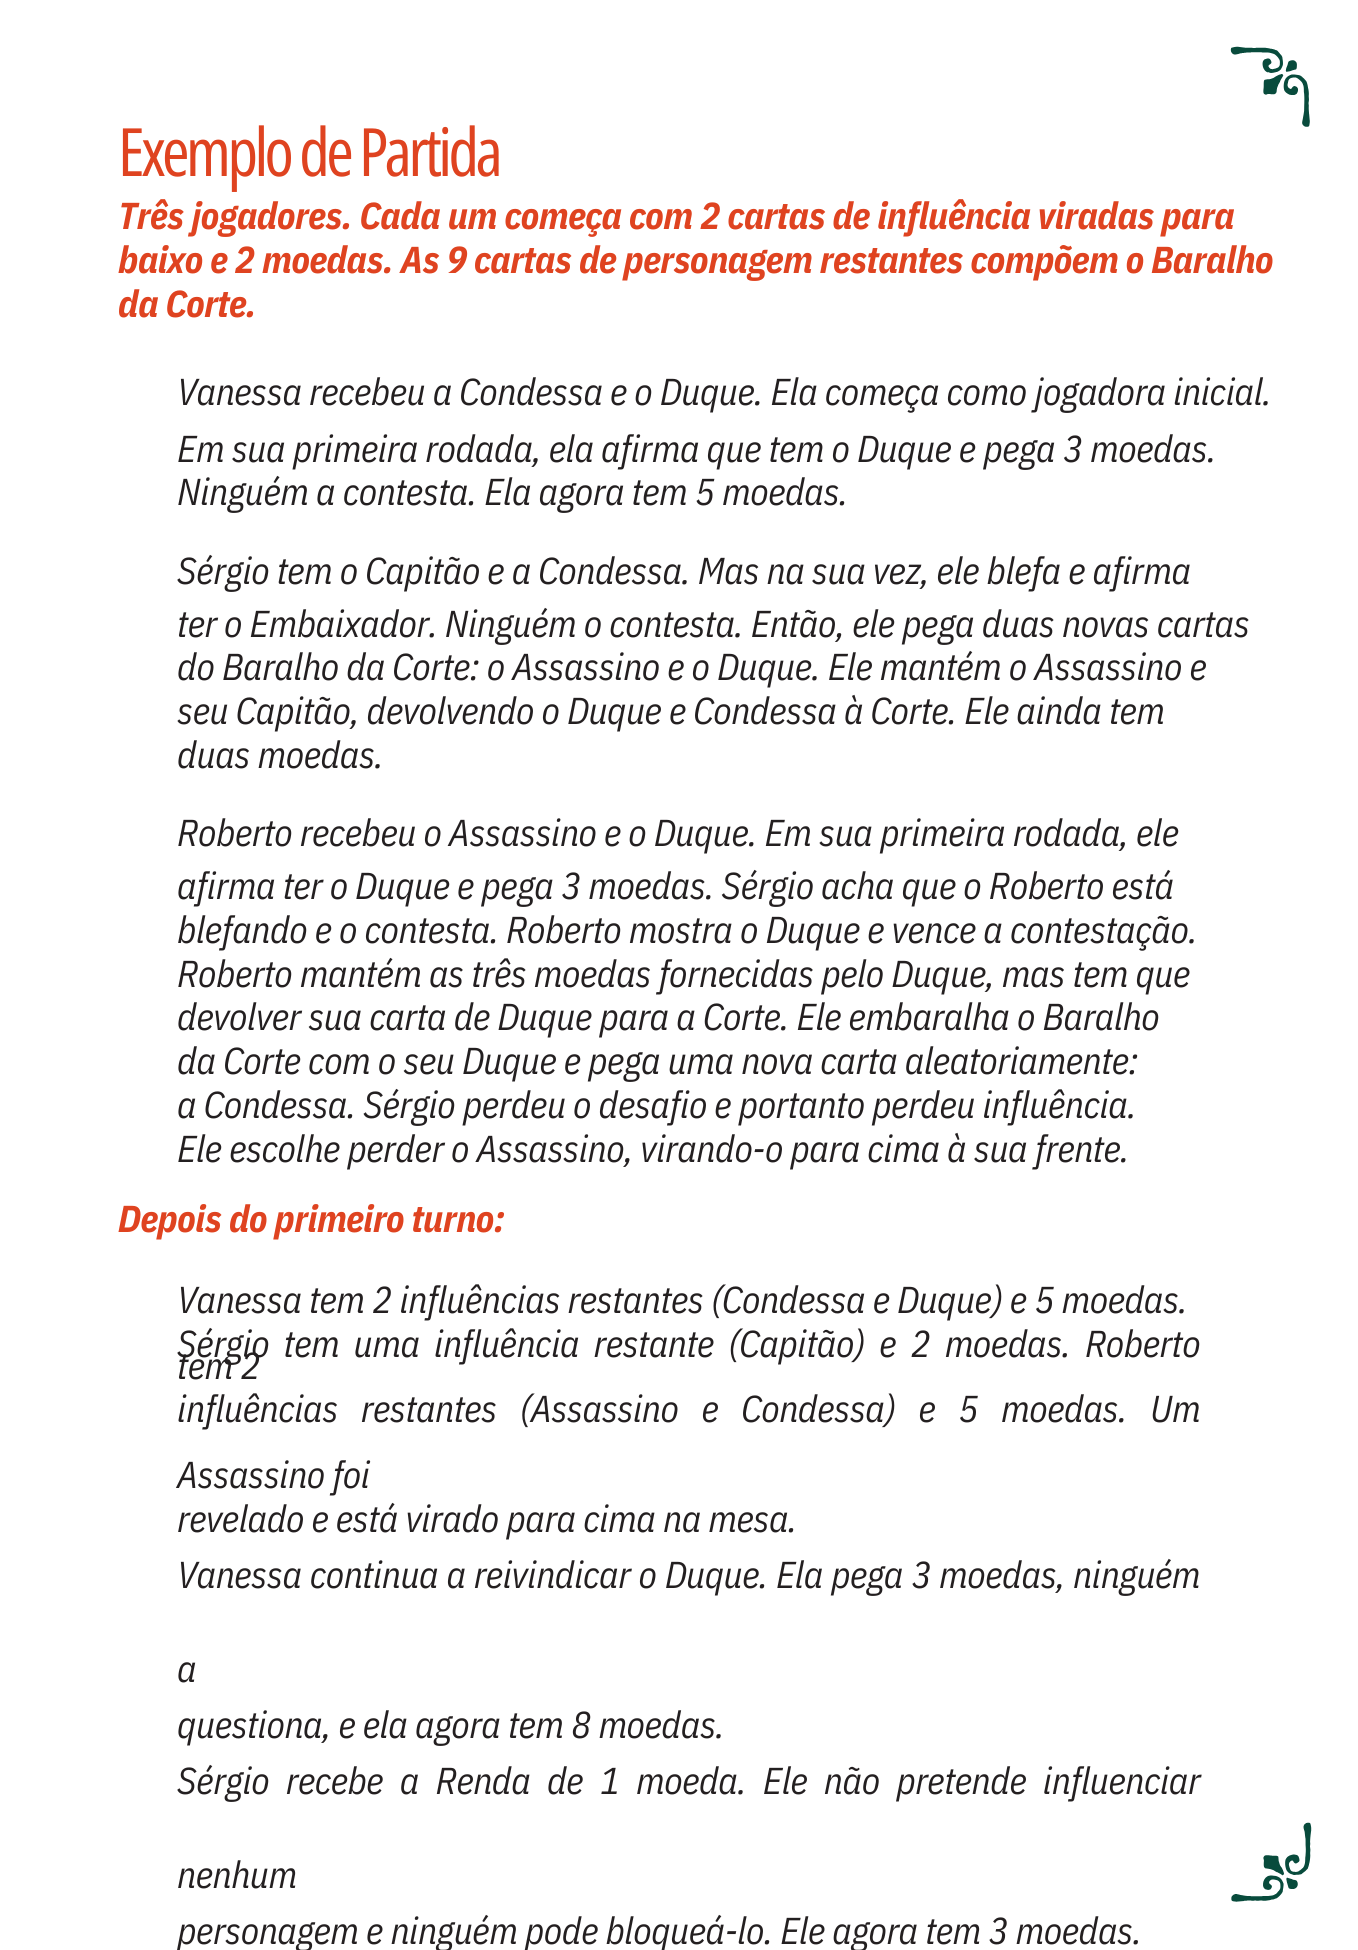 Exemplo de Partida
Três jogadores. Cada um começa com 2 cartas de influência viradas para
baixo e 2 moedas. As 9 cartas de personagem restantes compõem o Baralho
da Corte.
Vanessa recebeu a Condessa e o Duque. Ela começa como jogadora inicial.
Em sua primeira rodada, ela afirma que tem o Duque e pega 3 moedas.
Ninguém a contesta. Ela agora tem 5 moedas.
Sérgio tem o Capitão e a Condessa. Mas na sua vez, ele blefa e afirma
ter o Embaixador. Ninguém o contesta. Então, ele pega duas novas cartas
do Baralho da Corte: o Assassino e o Duque. Ele mantém o Assassino e
seu Capitão, devolvendo o Duque e Condessa à Corte. Ele ainda tem
duas moedas.
Roberto recebeu o Assassino e o Duque. Em sua primeira rodada, ele
afirma ter o Duque e pega 3 moedas. Sérgio acha que o Roberto está
blefando e o contesta. Roberto mostra o Duque e vence a contestação.
Roberto mantém as três moedas fornecidas pelo Duque, mas tem que
devolver sua carta de Duque para a Corte. Ele embaralha o Baralho
da Corte com o seu Duque e pega uma nova carta aleatoriamente:
a Condessa. Sérgio perdeu o desafio e portanto perdeu influência.
Ele escolhe perder o Assassino, virando-o para cima à sua frente.
Depois do primeiro turno:
Vanessa tem 2 influências restantes (Condessa e Duque) e 5 moedas.
Sérgio tem uma influência restante (Capitão) e 2 moedas. Roberto
tem 2
influências restantes (Assassino e Condessa) e 5 moedas. Um
Assassino foi
revelado e está virado para cima na mesa.
Vanessa continua a reivindicar o Duque. Ela pega 3 moedas, ninguém
a
questiona, e ela agora tem 8 moedas.
Sérgio recebe a Renda de 1 moeda. Ele não pretende influenciar
nenhum
personagem e ninguém pode bloqueá-lo. Ele agora tem 3 moedas.